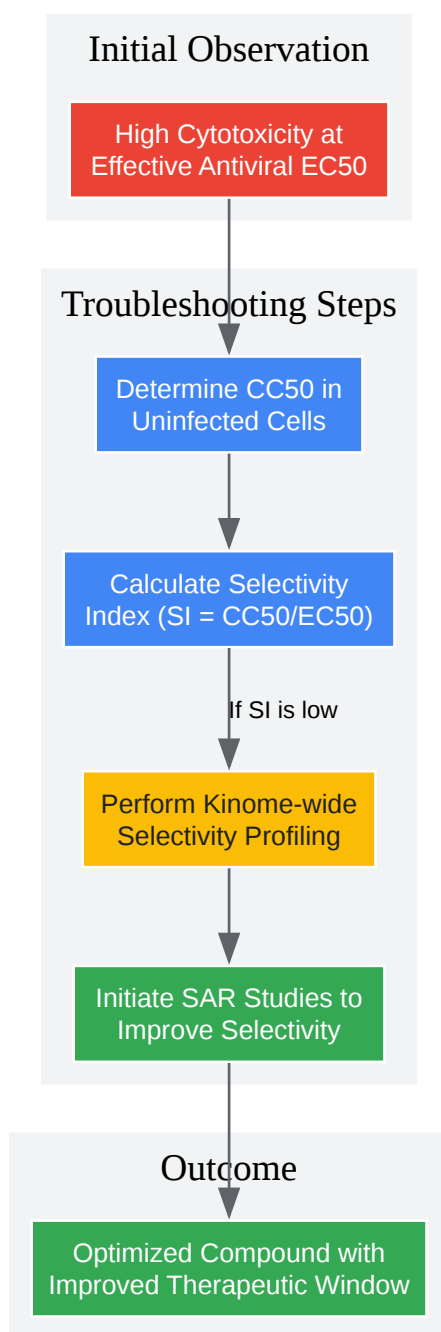 Initial Observation
High Cytotoxicity at
Effective Antiviral EC50
Troubleshooting Steps
Determine CC50 in
Uninfected Cells
Calculate Selectivity
Index (SI = CC50/EC50)
If SI is low
Perform Kinome-wide
Selectivity Profiling
Initiate SAR Studies to
Improve Selectivity
Outcome
Optimized Compound with
Improved Therapeutic Window